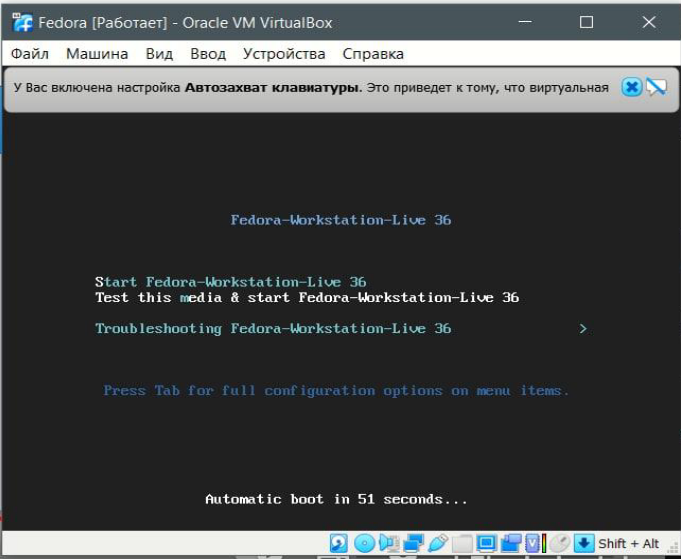 Fedora [Работает] - Oracle VM VirtualBox
Файл Машина Вид Ввод Устройства Справка
У Вас включена настройка Автозахват клавиатуры. Это приведет к тому, что виртуальная
Fedora-Workstation-Live 36
Start Fedora-Workstation-Live 36
Test this media & start Fedora-Workstation-Live 36
Troubleshooting Fedora-Workstation-Live 36 >
Press Tab for full configuration options on menu items.
Automatic boot in 51 seconds...
Shift + Alt